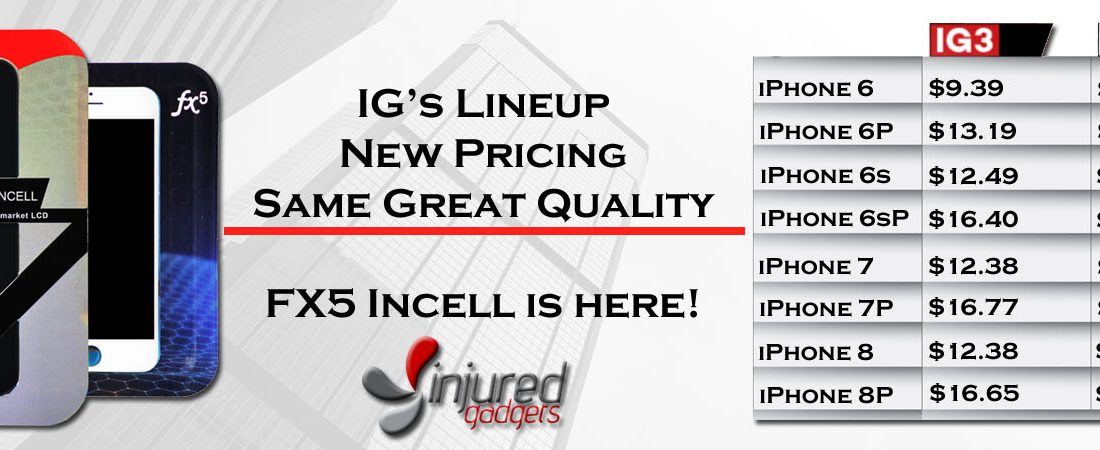 fx5
NCELL
market LCD
IG's Lineup
New Pricing
Same Great Quality
FX5 Incell is here!
injured
gadgets
IG3
iPhone 6 $9.39
iPhone 6P $13.19
iPhone 6s $12.49
iPhone 6sP $16.40
iPhone 7 $12.38
iPhone 7P $16.77
iPhone 8 $12.38
iPhone 8P $16.65